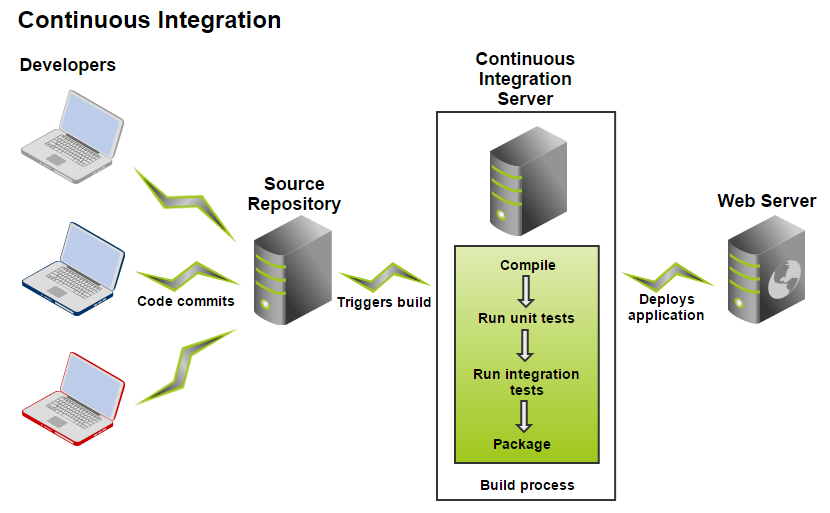 Continuous Integration
Developers
Source
Repository
Code commits
Triggers build
Continuous
Integration
Server
Compile
Run unit tests
Run integration
tests
Package
Build process
Deploys
application
Web Server